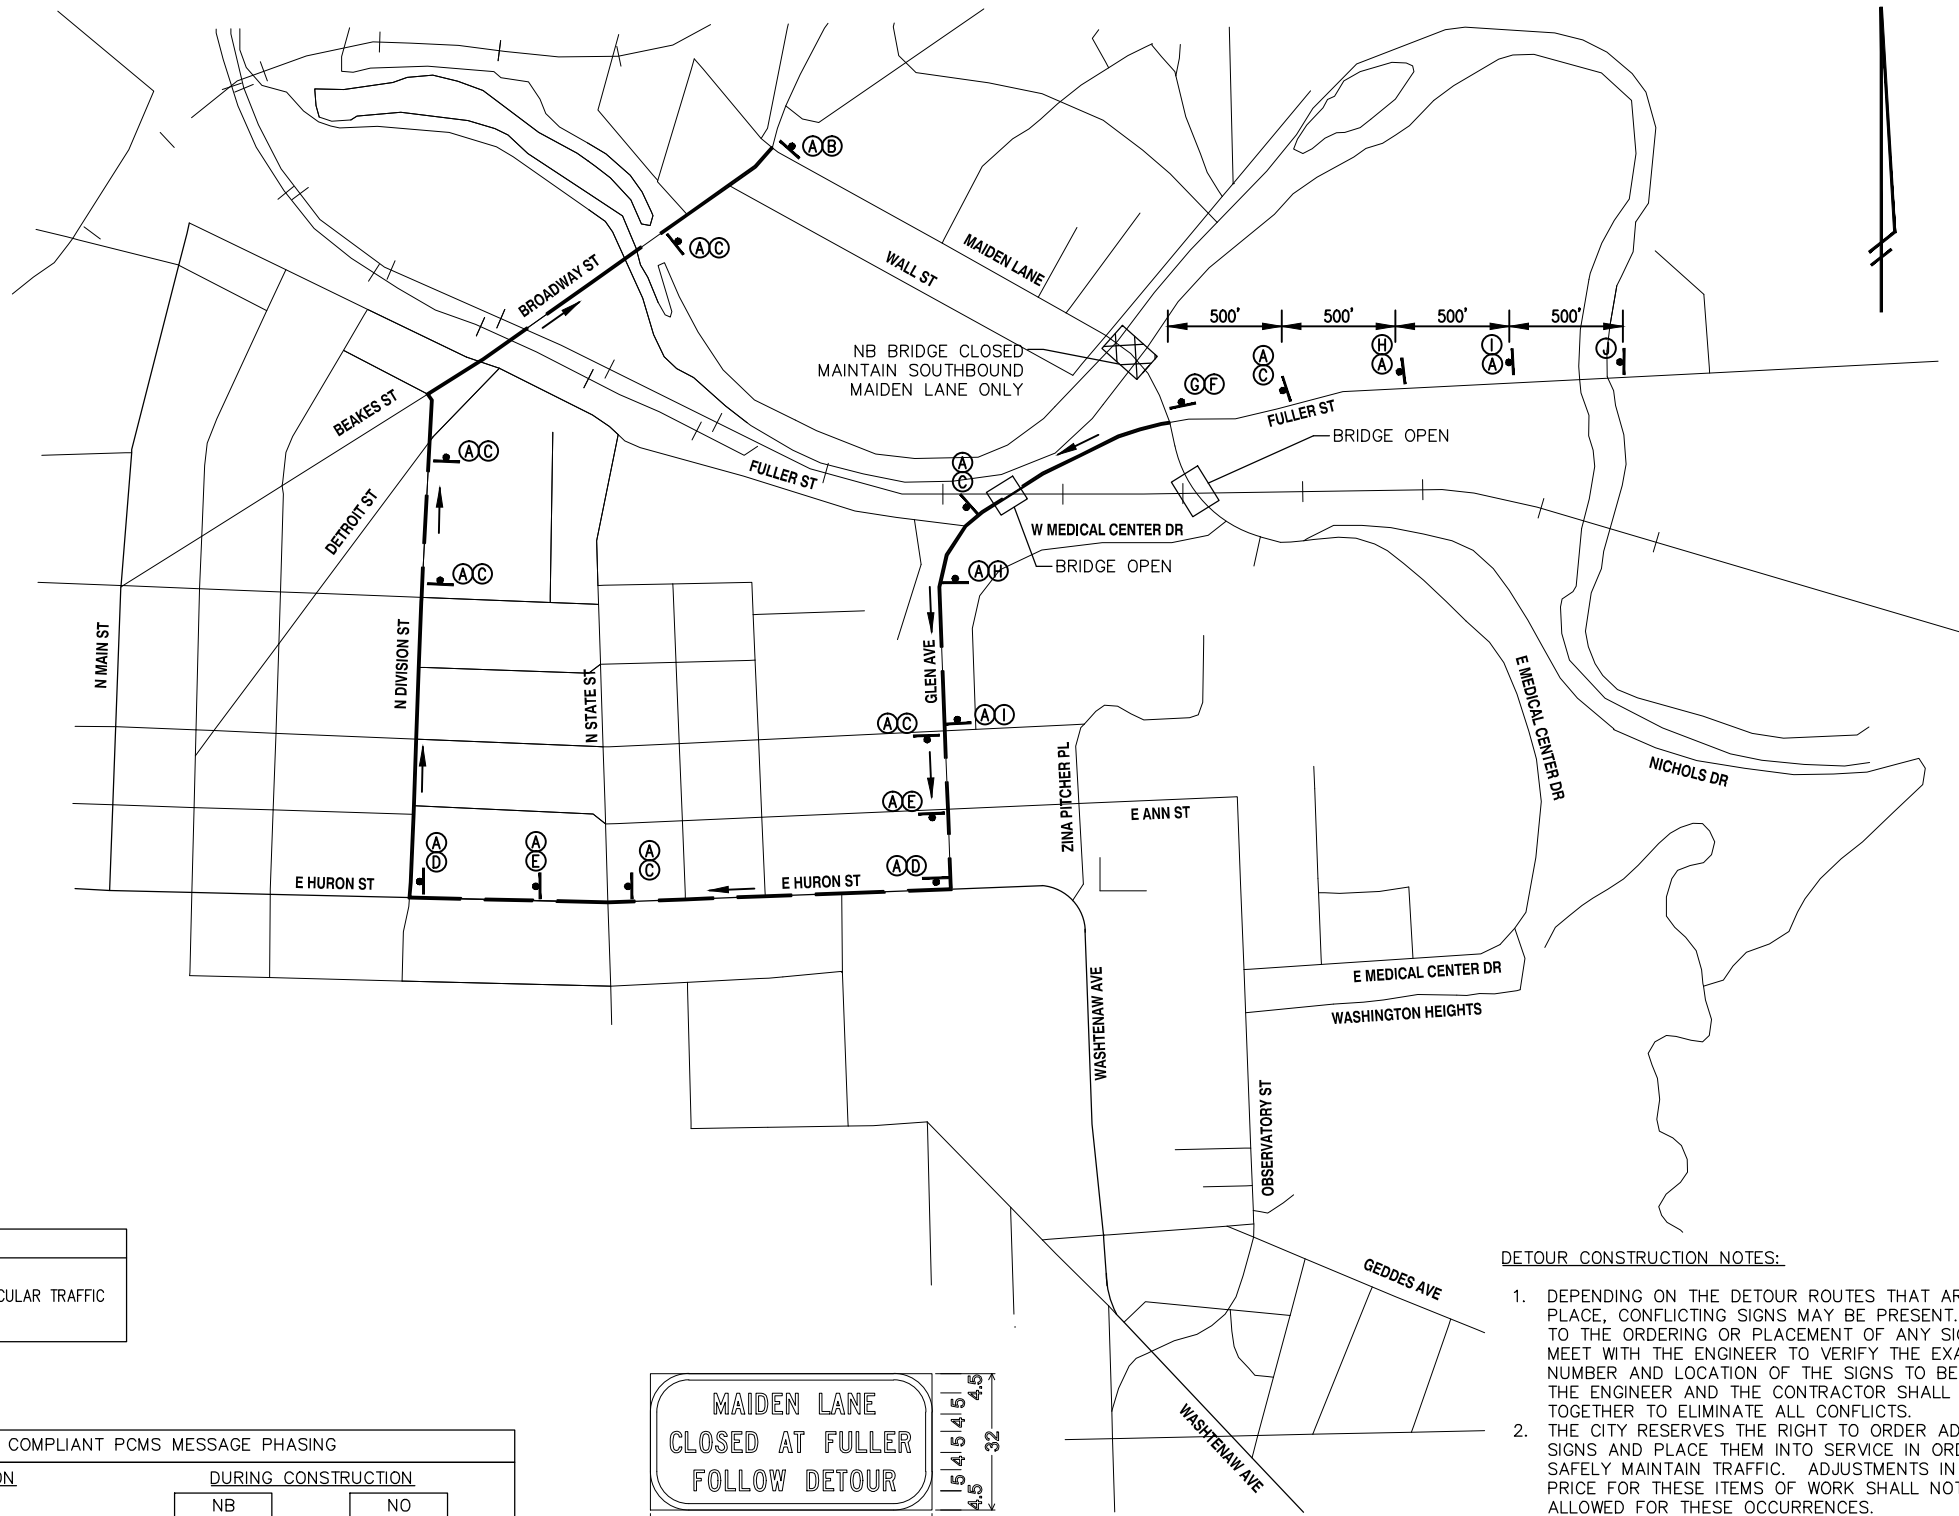 A B
A C
MAIDEN LANE
WALL ST
BROADWAY ST
500' 500' 500' 500'
NB BRIDGE CLOSED
MAINTAIN SOUTHBOUND
MAIDEN LANE ONLY
A
C
H
A
I
A
J
G F
FULLER ST
BRIDGE OPEN
BEAKES ST
A C
FULLER ST
A
C
DETROIT ST
W MEDICAL CENTER DR
BRIDGE OPEN
A C
A H
N MAIN ST
N DIVISION ST
N STATE ST
GLEN AVE
A C
A I
E MEDICAL CENTER DR
NICHOLS DR
ZINA PITCHER PL
A E
E ANN ST
A
D
A
E
A
C
A D
E HURON ST
E HURON ST
E MEDICAL CENTER DR
WASHINGTON HEIGHTS
WASHTENAW AVE
OBSERVATORY ST
GEDDES AVE
WASHTENAW AVE
CULAR TRAFFIC
COMPLIANT PCMS MESSAGE PHASING
ON
DURING CONSTRUCTION
NB
NO
MAIDEN LANE
CLOSED AT FULLER
FOLLOW DETOUR
4.5 5 4 5 4 5 4.5
32
DETOUR CONSTRUCTION NOTES:
1. DEPENDING ON THE DETOUR ROUTES THAT AR
PLACE, CONFLICTING SIGNS MAY BE PRESENT.
TO THE ORDERING OR PLACEMENT OF ANY SI
MEET WITH THE ENGINEER TO VERIFY THE EXA
NUMBER AND LOCATION OF THE SIGNS TO BE
THE ENGINEER AND THE CONTRACTOR SHALL
TOGETHER TO ELIMINATE ALL CONFLICTS.
2. THE CITY RESERVES THE RIGHT TO ORDER AD
SIGNS AND PLACE THEM INTO SERVICE IN ORD
SAFELY MAINTAIN TRAFFIC. ADJUSTMENTS IN
PRICE FOR THESE ITEMS OF WORK SHALL NOT
ALLOWED FOR THESE OCCURRENCES.